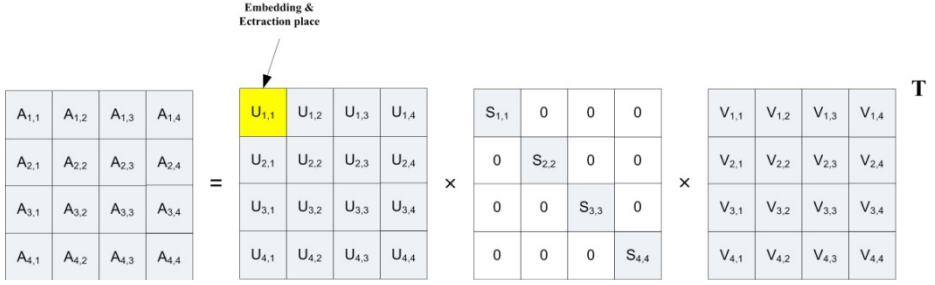 Embedding &
Ectraction place
T
A1,1 A1,2 A1,3 A1,4 U1,1 U1,2 U1,3 U1,4 S1,1 0 0 0 V1,1 V1,2 V1,3 V1,4
A2,1 A2,2 A2,3 A2,4 U2,1 U2,2 U2,3 U2,4 0 S2,2 0 0 V2,1 V2,2 V2,3 V2,4
= × ×
A3,1 A3,2 A3,3 A3,4 U3,1 U3,2 U3,3 U3,4 0 0 S3,3 0 V3,1 V3,2 V3,3 V3,4
A4,1 A4,2 A4,3 A4,4 U4,1 U4,2 U4,3 U4,4 0 0 0 S4,4 V4,1 V4,2 V4,3 V4,4